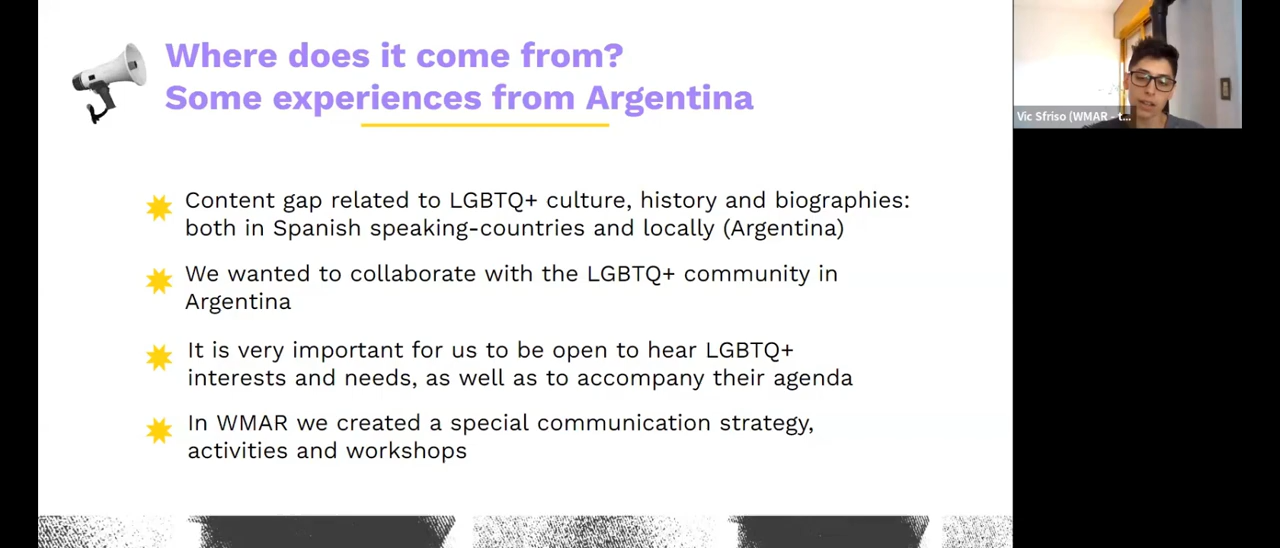 Where does it come from?
Some experiences from Argentina
Content gap related to LGBTQ+ culture, history and biographies:
both in Spanish speaking-countries and locally (Argentina)
We wanted to collaborate with the LGBTQ+ community in
Argentina
It is very important for us to be open to hear LGBTQ+
interests and needs, as well as to accompany their agenda
In WMAR we created a special communication strategy,
activities and workshops
Vic Sfriso (WMAR - t...